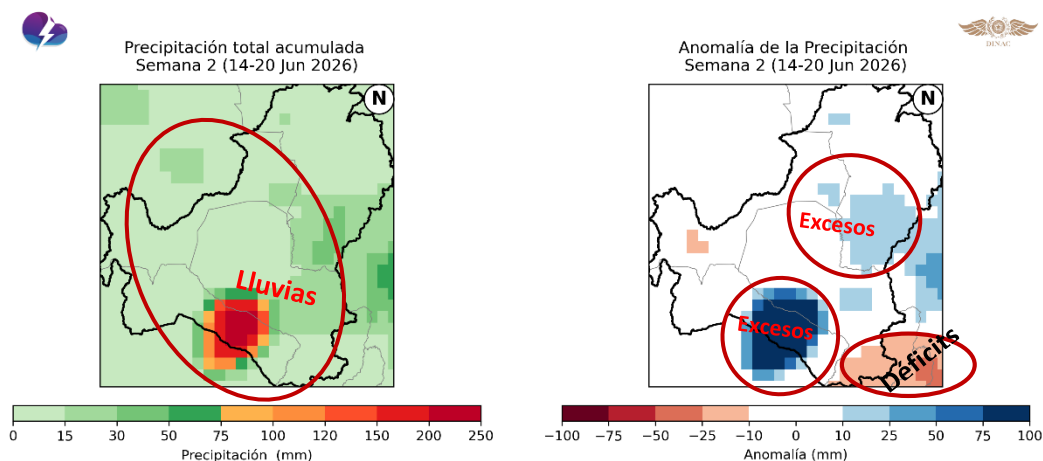 Precipitación total acumulada
Semana 2 (14-20 Jun 2026)
N
Lluvias
0 15 30 50 75 100 120 150 200 250
Precipitación (mm)
DINAC
Anomalía de la Precipitación
Semana 2 (14-20 Jun 2026)
N
Excesos
Excesos
Déficits
−100 −75 −50 −25 −10 0 10 25 50 75 100
Anomalía (mm)